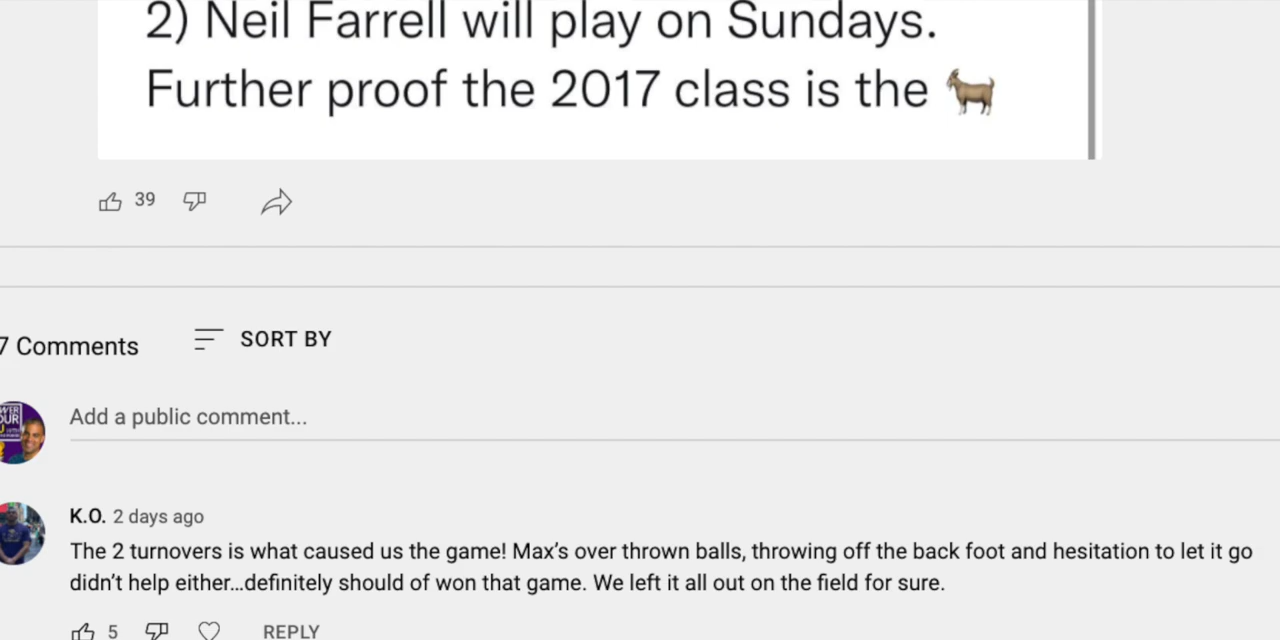 2) Neil Farrell will play on Sundays.
Further proof the 2017 class is the 🐐
39
7 Comments
SORT BY
Add a public comment...
K.O. 2 days ago
The 2 turnovers is what caused us the game! Max’s over thrown balls, throwing off the back foot and hesitation to let it go
didn’t help either…definitely should of won that game. We left it all out on the field for sure.
5
REPLY